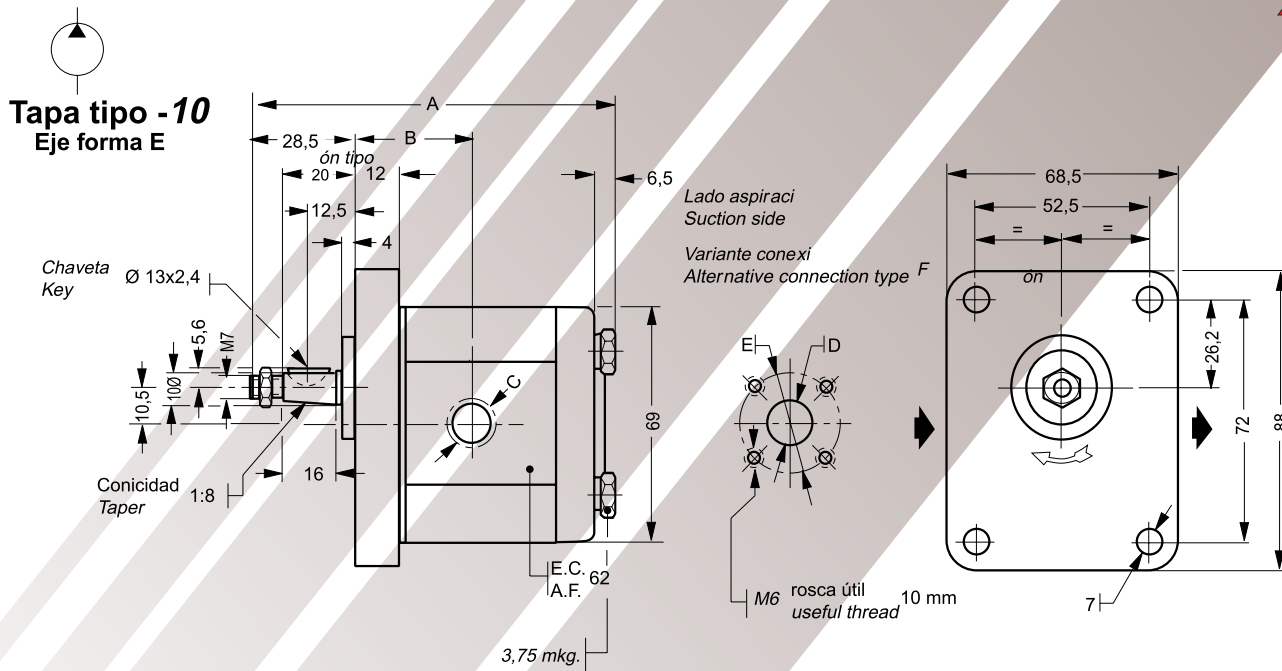 Tapa tipo -10
Eje forma E
A
28,5
B
ón tipo
20
12
6,5
12,5
4
Chaveta
Key
Ø 13x2,4
5,6
M7
10Ø
10,5
16
Conicidad
Taper
1:8
C
69
E.C.
A.F.
62
3,75 mkg.
Lado aspiraci
Suction side
Variante conexi
Alternative connection type
F
ón
E
D
M6
rosca útil
useful thread
10 mm
68,5
52,5
=
=
26,2
72
88
7